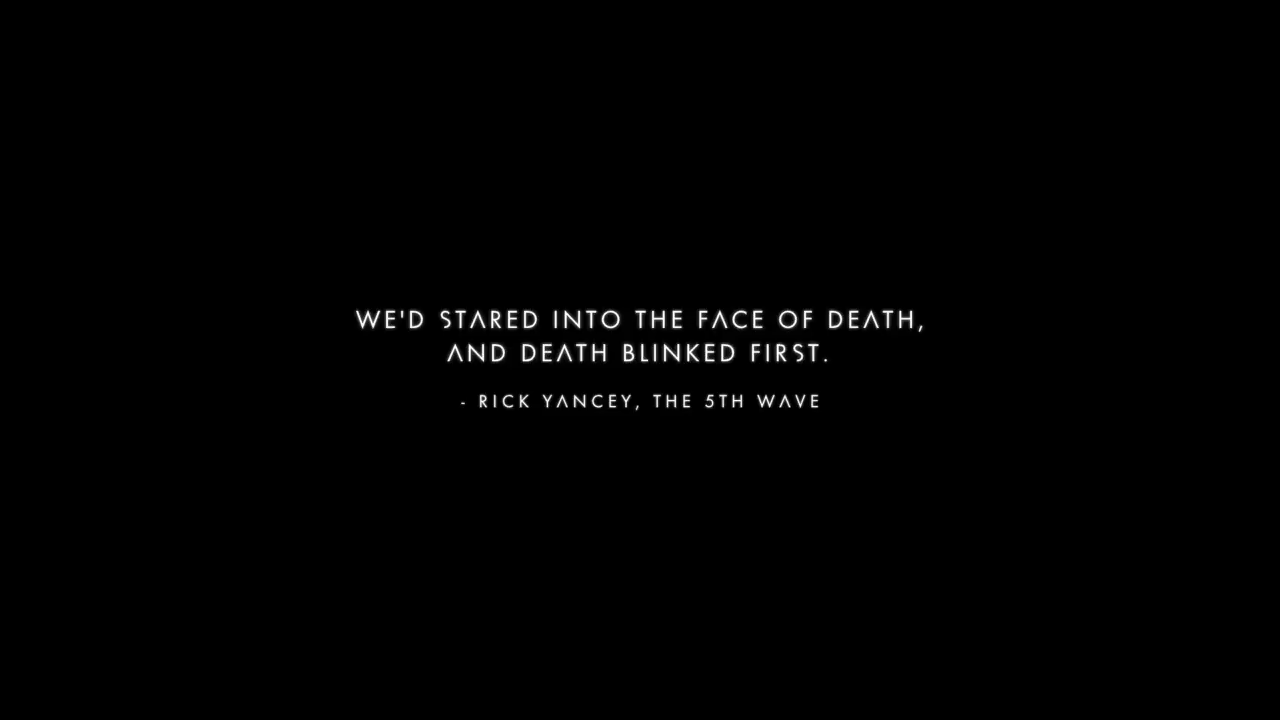 WE'D STARED INTO THE FACE OF DEATH,
AND DEATH BLINKED FIRST.
- RICK YANCEY, THE 5TH WAVE